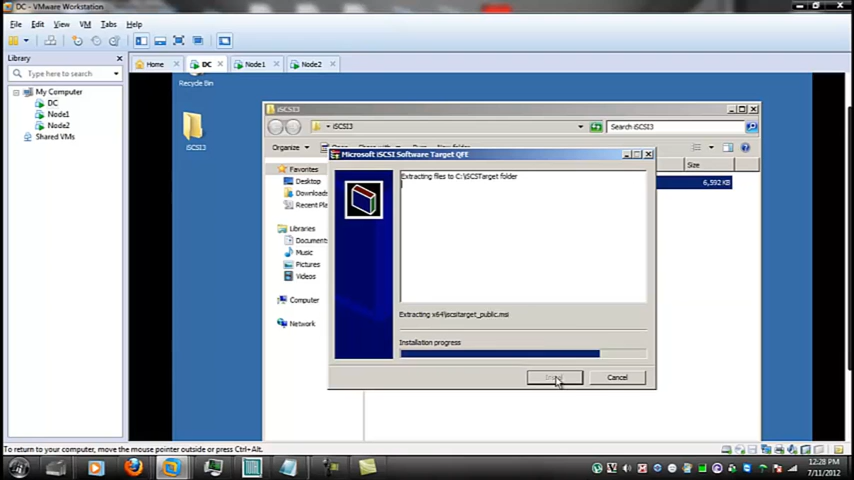 DC - VMware Workstation
File Edit View VM Tabs Help
Library
Type here to search
My Computer
DC
Node1
Node2
Shared VMs
Home DC Node1 Node2
Recycle Bin
iSCSI3
iSCSI3
iSCSI3
Search iSCSI3
Organize
Size
6,592 KB
Favorites
Desktop
Downloads
Recent Pla
Libraries
Documents
Music
Pictures
Videos
Computer
Network
Microsoft iSCSI Software Target QFE
Extracting files to C:\iSCSTarget folder
Extracting x64\iscsitarget_public.msi
Installation progress
Cancel
To return to your computer, move the mouse pointer outside or press Ctrl+Alt.
12:28 PM
7/11/2012